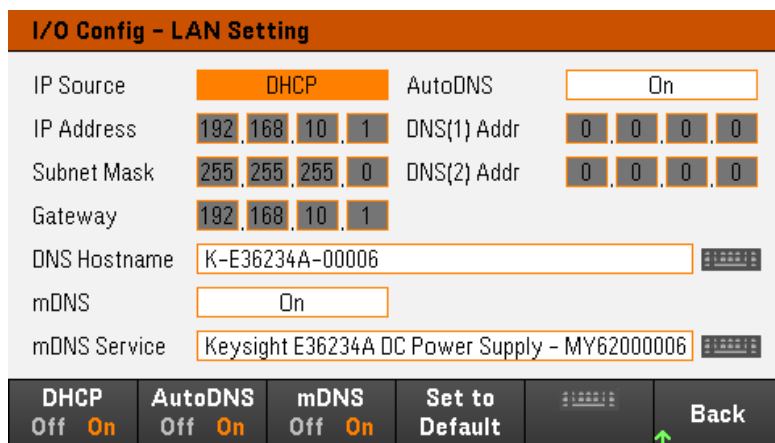 I/O Config - LAN Setting
IP Source DHCP AutoDNS On
IP Address 192.168.10.1 DNS(1) Addr 0.0.0.0
Subnet Mask 255.255.255.0 DNS(2) Addr 0.0.0.0
Gateway 192.168.10.1
DNS Hostname K-E36234A-00006
mDNS On
mDNS Service Keysight E36234A DC Power Supply - MY62000006
DHCP AutoDNS mDNS Set to
Off On Off On Off On Default Back